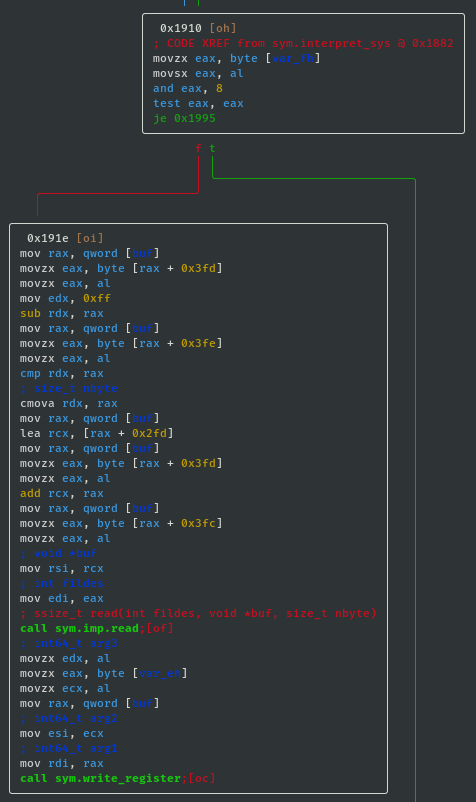 0x1910 [oh]
; CODE XREF from sym.interpret_sys @ 0x1882
movzx eax, byte [var_ch]
movsx eax, al
and eax, 8
test eax, eax
je 0x1995
f t
0x191e [oi]
mov rax, qword [buf]
movzx eax, byte [rax + 0x3fd]
movzx eax, al
mov edx, 0xff
sub rdx, rax
mov rax, qword [buf]
movzx eax, byte [rax + 0x3fe]
movzx eax, al
cmp rdx, rax
; size_t nbyte
cmova rdx, rax
mov rax, qword [buf]
lea rcx, [rax + 0x2fd]
mov rax, qword [buf]
movzx eax, byte [rax + 0x3fd]
movzx eax, al
add rcx, rax
mov rax, qword [buf]
movzx eax, byte [rax + 0x3fc]
movzx eax, al
; void *buf
mov rsi, rcx
; int fildes
mov edi, eax
; ssize_t read(int fildes, void *buf, size_t nbyte)
call sym.imp.read;[of]
; int64_t arg3
movzx edx, al
movzx eax, byte
movzx ecx, al
mov rax, qword [buf]
; int64_t arg2
mov esi, ecx
; int64_t arg1
mov rdi, rax
call sym.write_register;[oc]